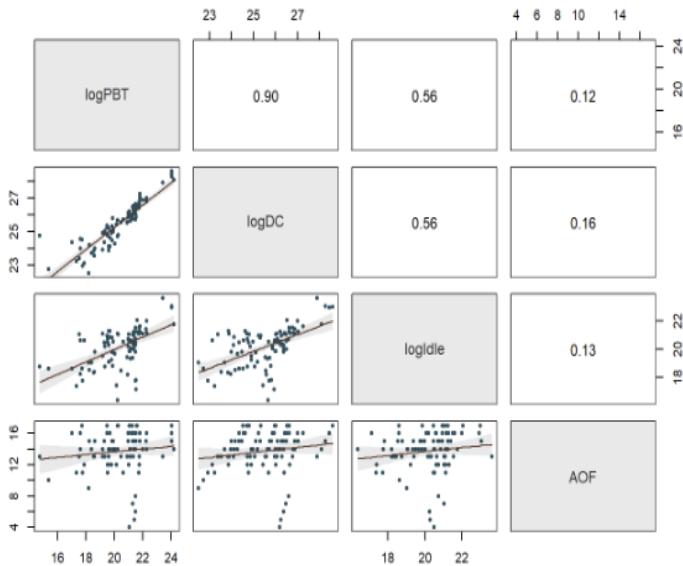 23 25 27 4 6 8 10 14
logPBT 0.90 0.56 0.12 16 20 24
23 25 27 logDC 0.56 0.16
logIdle 0.13 18 20 22
4 8 12 16 AOF
16 18 20 22 24 18 20 22